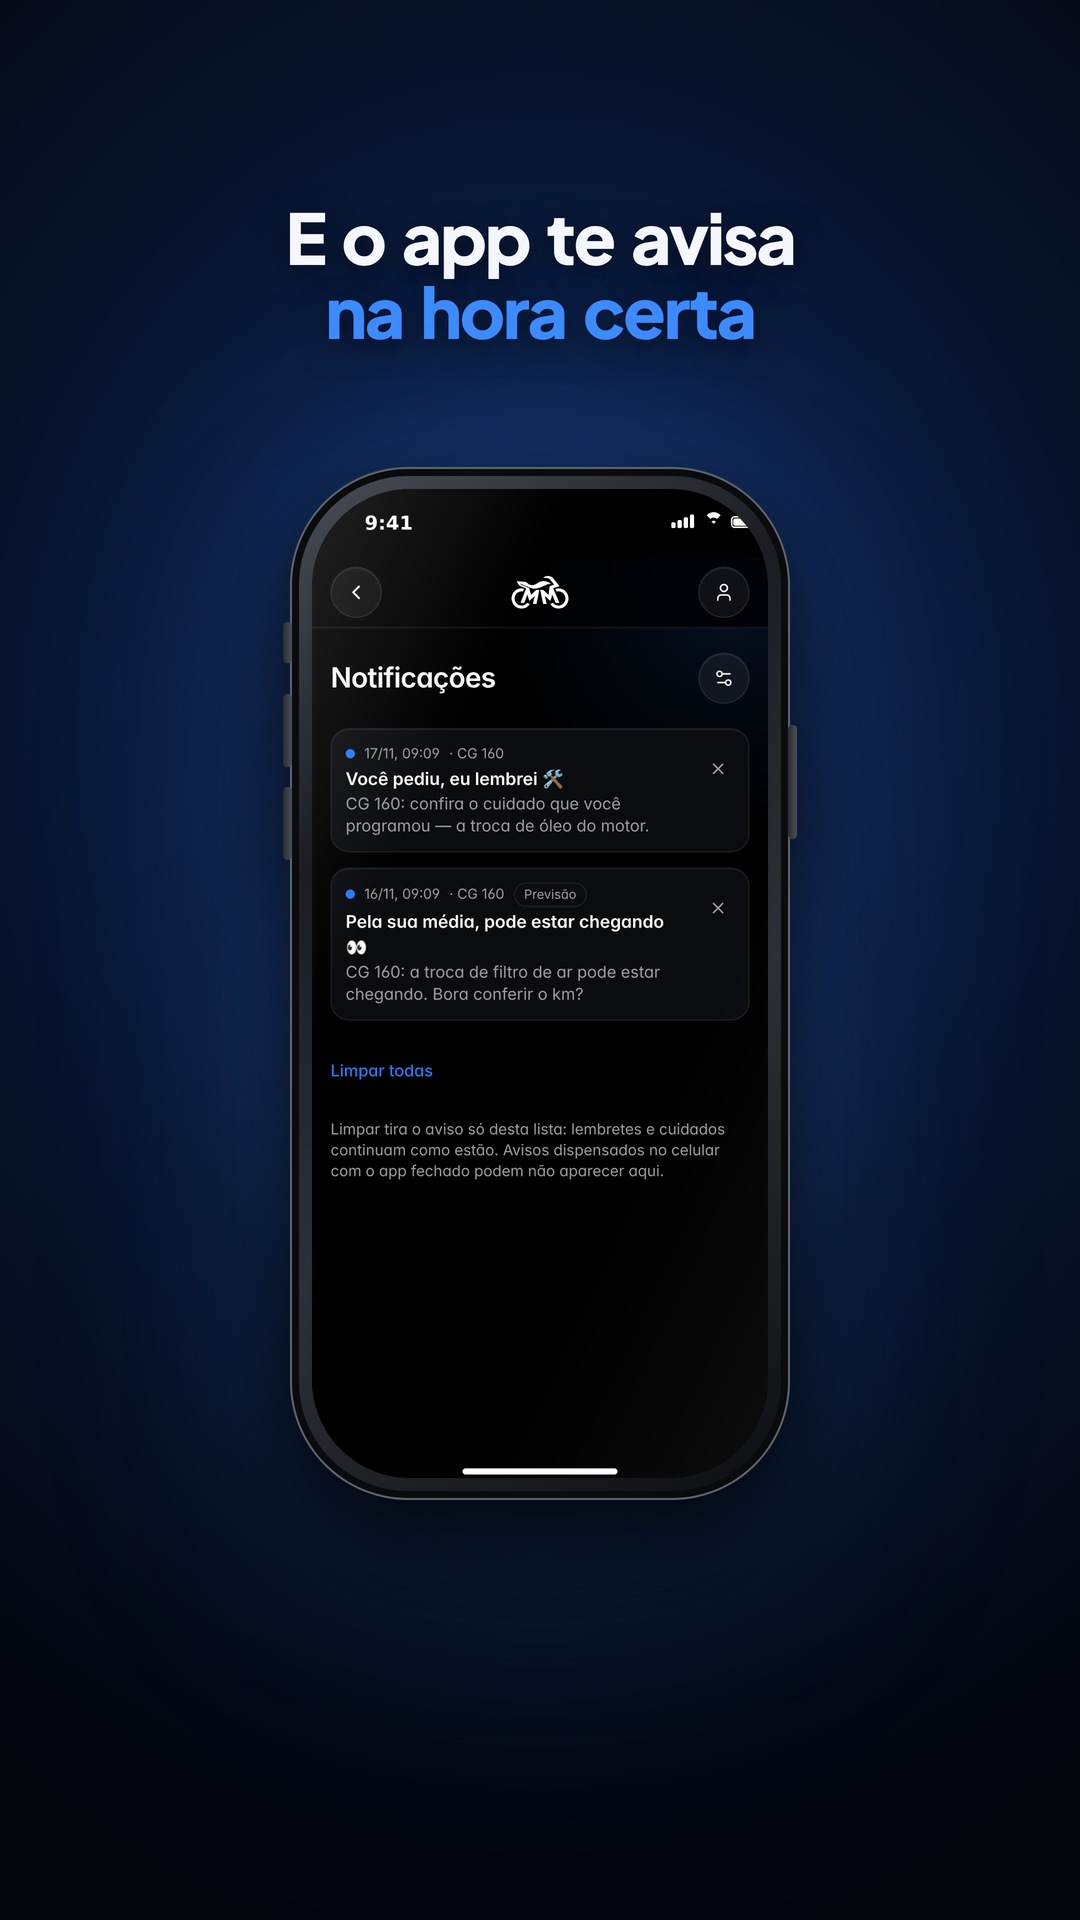 E o app te avisa
na hora certa
9:41
MM
Notificações
17/11, 09:09 · CG 160
Você pediu, eu lembrei 🛠️
CG 160: confira o cuidado que você
programou — a troca de óleo do motor.
16/11, 09:09 · CG 160 Previsão
Pela sua média, pode estar chegando
👀
CG 160: a troca de filtro de ar pode estar
chegando. Bora conferir o km?
Limpar todas
Limpar tira o aviso só desta lista: lembretes e cuidados
continuam como estão. Avisos dispensados no celular
com o app fechado podem não aparecer aqui.